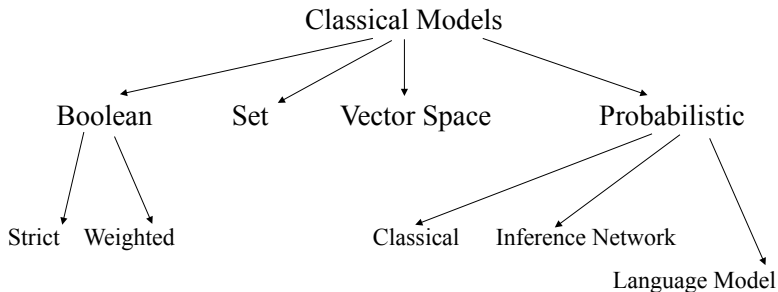 Classical Models
Boolean Set Vector Space Probabilistic
Strict Weighted Classical Inference Network
Language Model